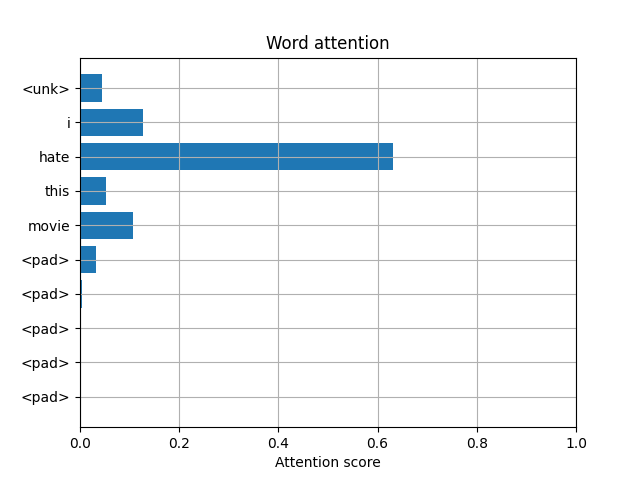 Word attention
<unk>
i
hate
this
movie
<pad>
<pad>
<pad>
<pad>
<pad>
0.0 0.2 0.4 0.6 0.8 1.0
Attention score